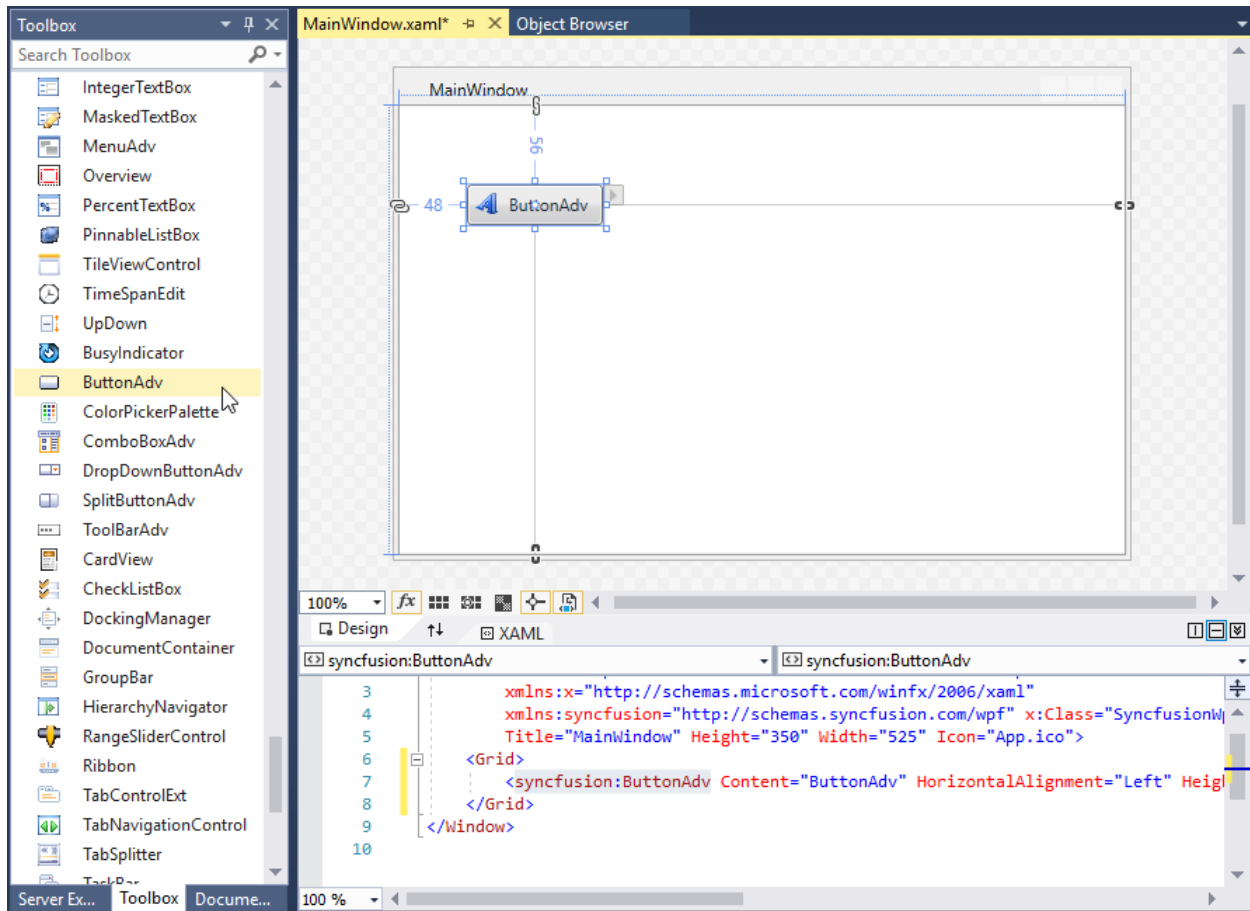 Toolbox
Search Toolbox
IntegerTextBox
MaskedTextBox
MenuAdv
Overview
PercentTextBox
PinnableListBox
TileViewControl
TimeSpanEdit
UpDown
BusyIndicator
ButtonAdv
ColorPickerPalette
ComboBoxAdv
DropDownButtonAdv
SplitButtonAdv
ToolBarAdv
CardView
CheckListBox
DockingManager
DocumentContainer
GroupBar
HierarchyNavigator
RangeSliderControl
Ribbon
TabControlExt
TabNavigationControl
TabSplitter
TaskBar
Server Ex... Toolbox Docume...
MainWindow.xaml* Object Browser
MainWindow
56
48
ButtonAdv
100% fx
Design XAML
syncfusion:ButtonAdv syncfusion:ButtonAdv
3 xmlns:x="http://schemas.microsoft.com/winfx/2006/xaml"
4 xmlns:syncfusion="http://schemas.syncfusion.com/wpf" x:Class="SyncfusionW
5 Title="MainWindow" Height="350" Width="525" Icon="App.ico">
6 <Grid>
7 <syncfusion:ButtonAdv Content="ButtonAdv" HorizontalAlignment="Left" Heig
8 </Grid>
9 </Window>
10
100 %